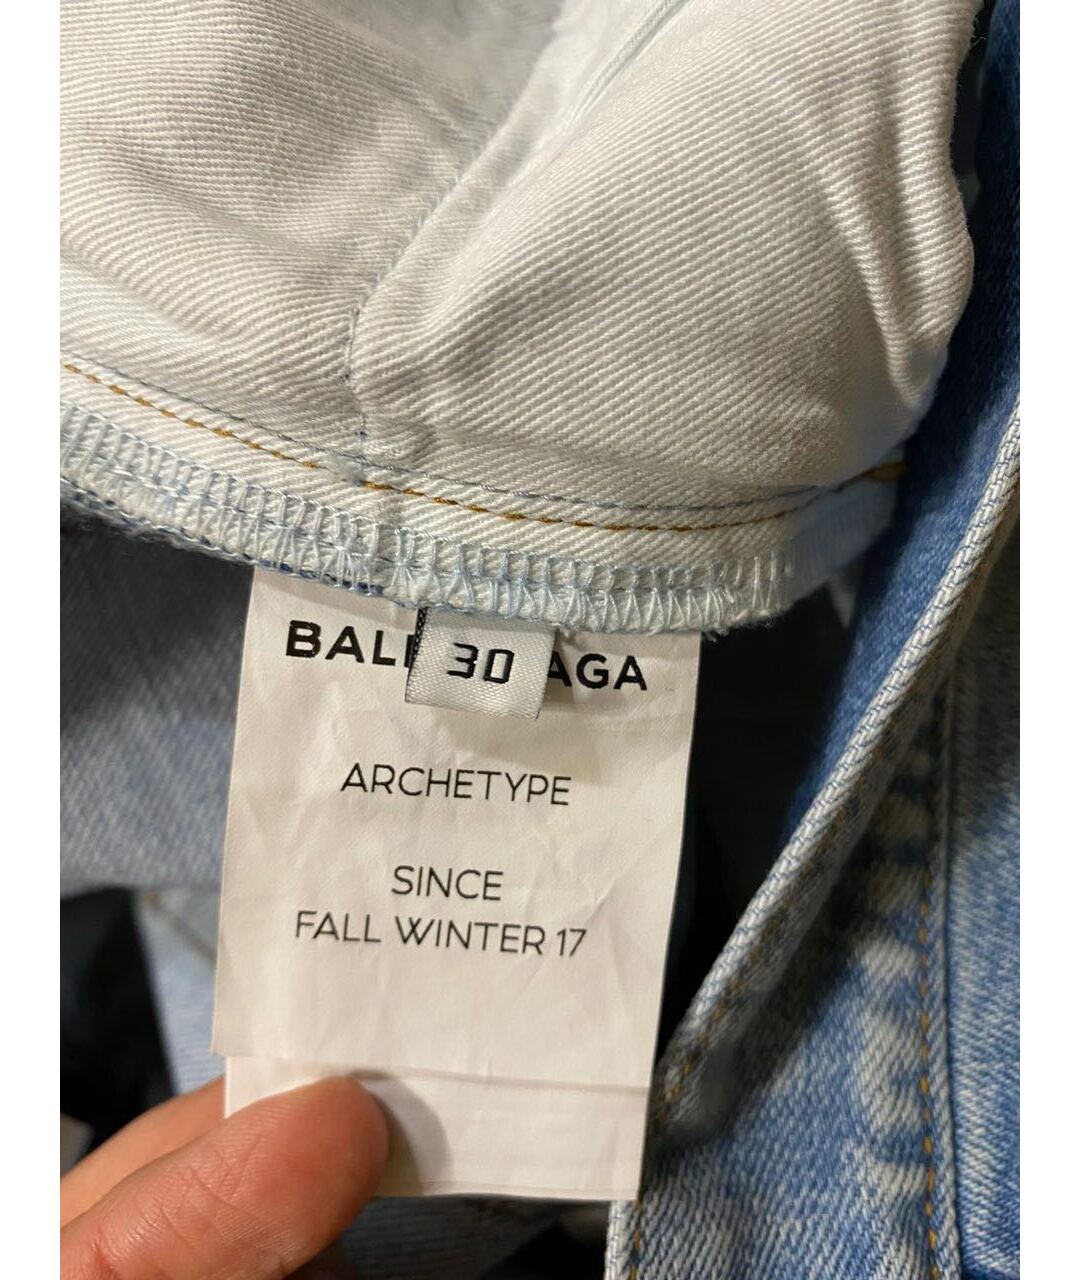 BAL 30 AGA
ARCHETYPE
SINCE
FALL WINTER 17